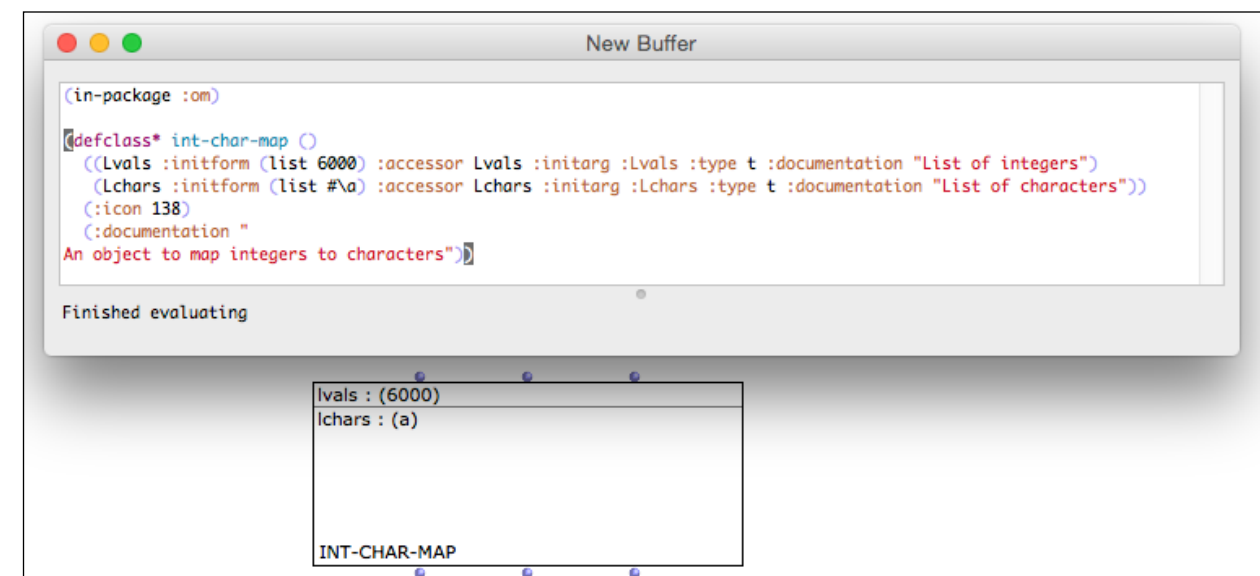 New Buffer
(in-package :om)
(defclass* int-char-map ()
((Lvals :initform (list 6000) :accessor Lvals :initarg :Lvals :type t :documentation "List of integers")
(Lchars :initform (list #\a) :accessor Lchars :initarg :Lchars :type t :documentation "List of characters"))
(:icon 138)
(:documentation "
An object to map integers to characters"))
Finished evaluating
lvals : (6000)
lchars : (a)
INT-CHAR-MAP